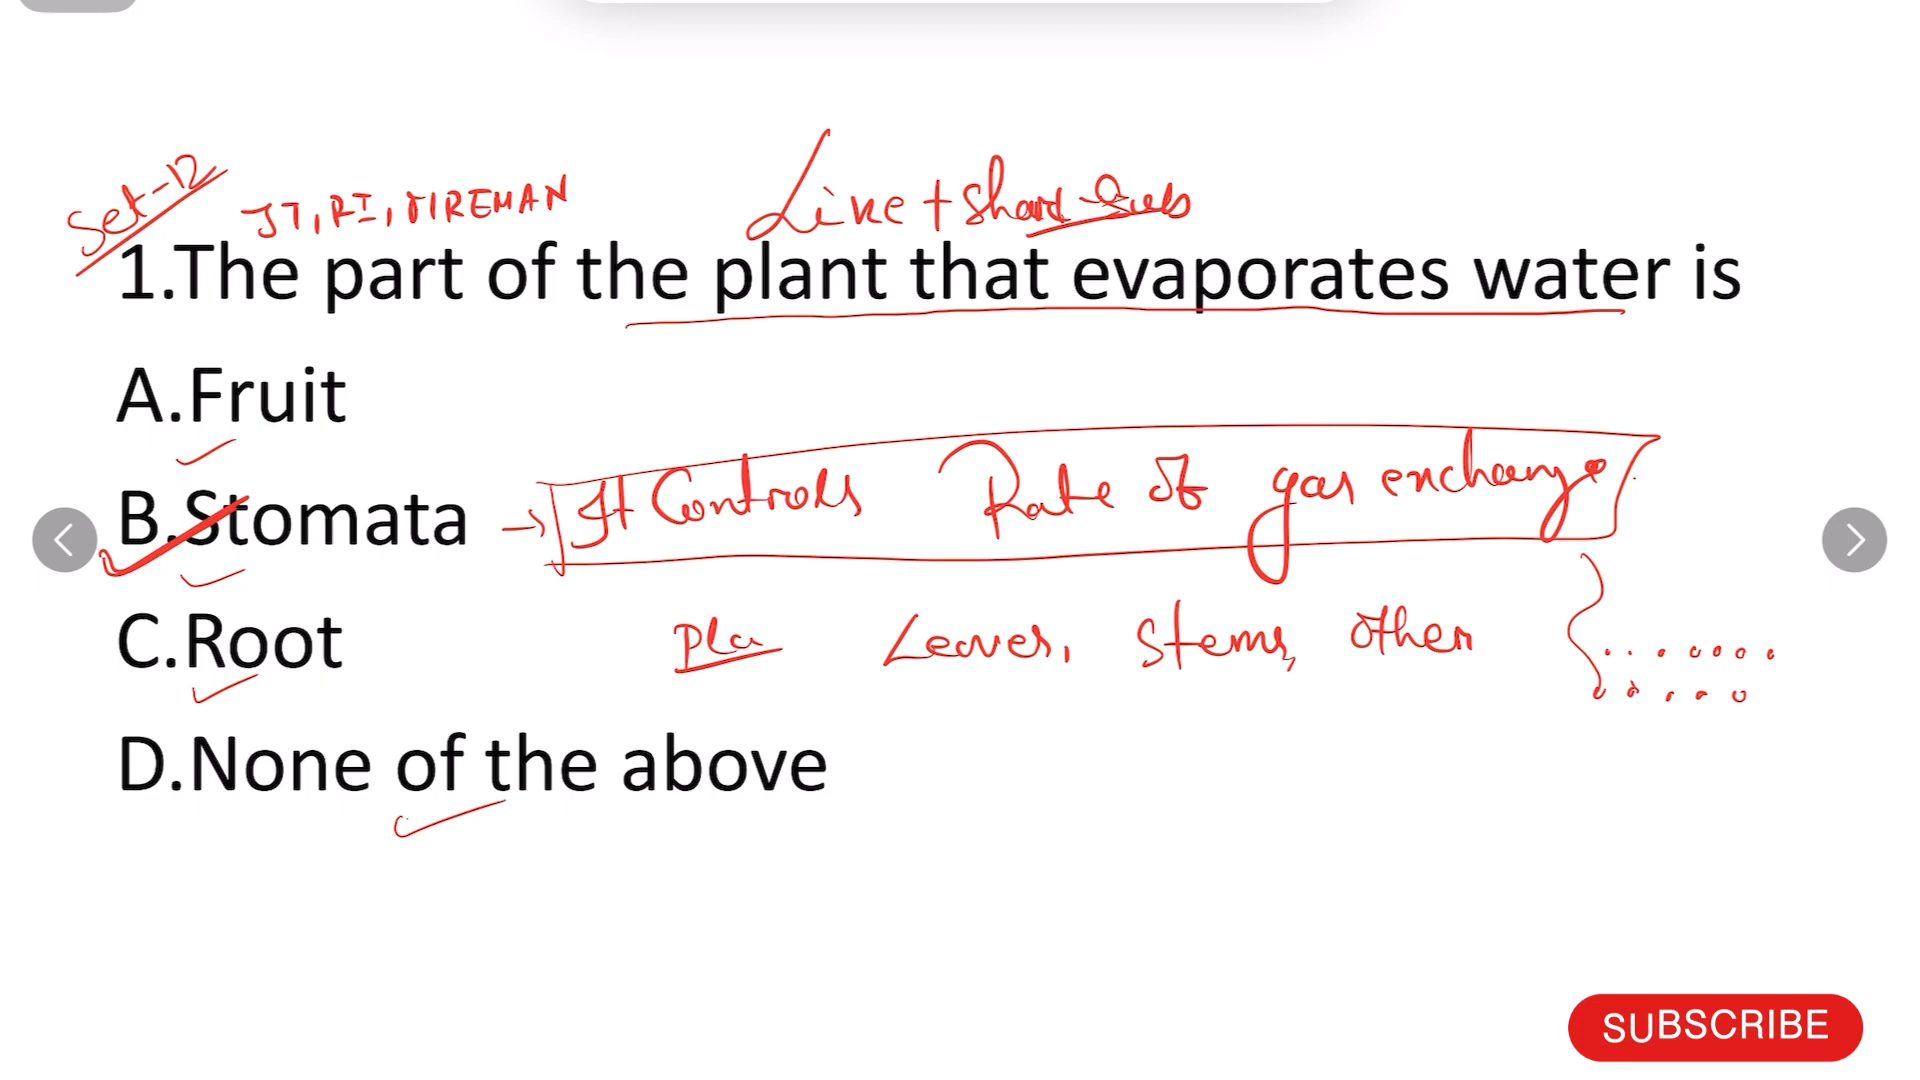 Set-12
JT, RI, FIREMAN
Like + Share
1.The part of the plant that evaporates water is
A.Fruit
B.Stomata → It Controls Rate of gas exchange
C.Root
Pla Leaves, Stems, other
D.None of the above
SUBSCRIBE